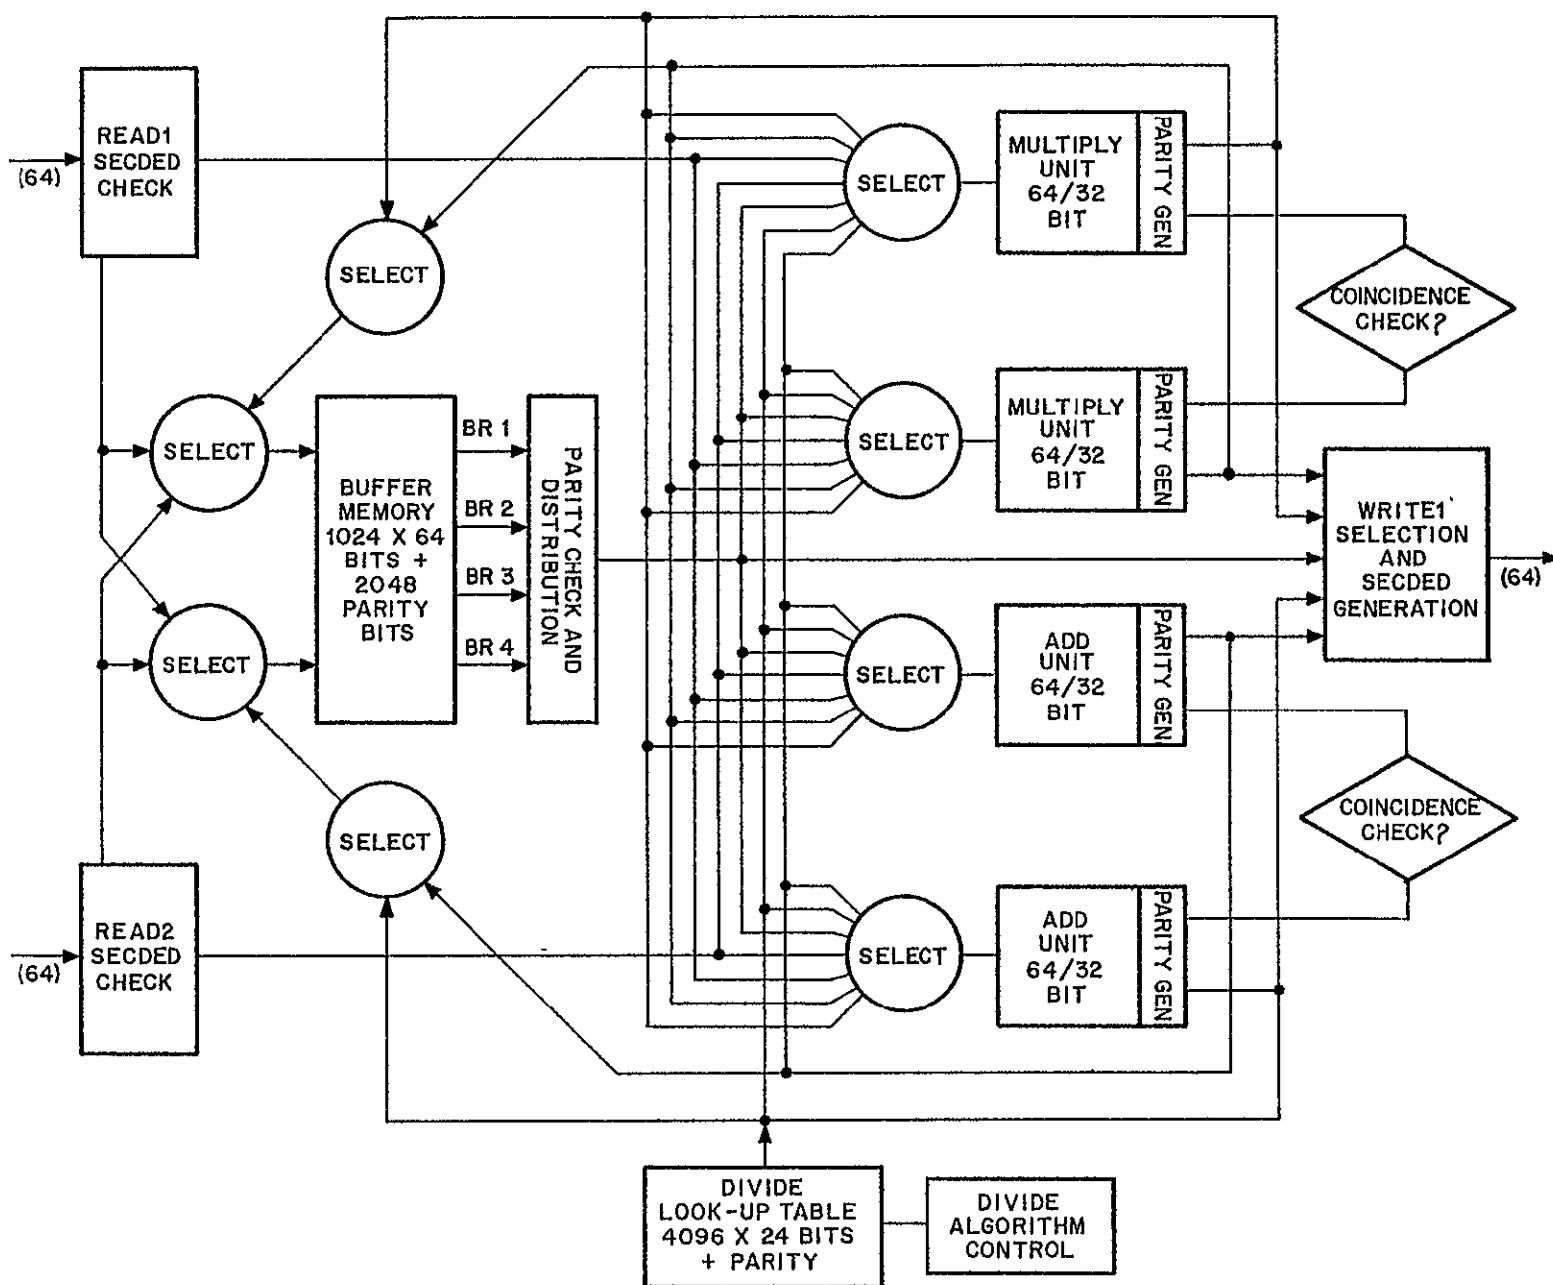 READ1
SECDED
CHECK
(64)
SELECT
SELECT
SELECT
SELECT
BUFFER
MEMORY
1024 X 64
BITS +
2048
PARITY
BITS
BR 1
BR 2
BR 3
BR 4
PARITY CHECK AND
DISTRIBUTION
READ2
SECDED
CHECK
(64)
SELECT
MULTIPLY
UNIT
64/32
BIT
PARITY GEN
COINCIDENCE
CHECK?
SELECT
MULTIPLY
UNIT
64/32
BIT
PARITY GEN
WRITE1
SELECTION
AND
SECDED
GENERATION
(64)
SELECT
ADD
UNIT
64/32
BIT
PARITY GEN
COINCIDENCE
CHECK?
SELECT
ADD
UNIT
64/32
BIT
PARITY GEN
DIVIDE
LOOK-UP TABLE
4096 X 24 BITS
+ PARITY
DIVIDE
ALGORITHM
CONTROL